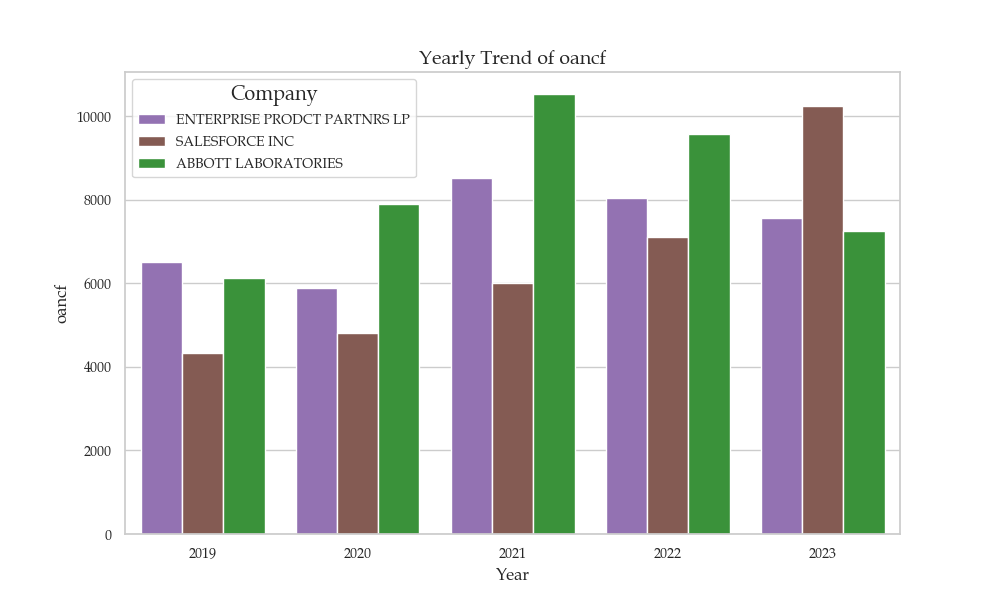 Yearly Trend of oancf
Company
ENTERPRISE PRODCT PARTNRS LP
SALESFORCE INC
ABBOTT LABORATORIES
oancf
10000
8000
6000
4000
2000
0
2019 2020 2021 2022 2023
Year